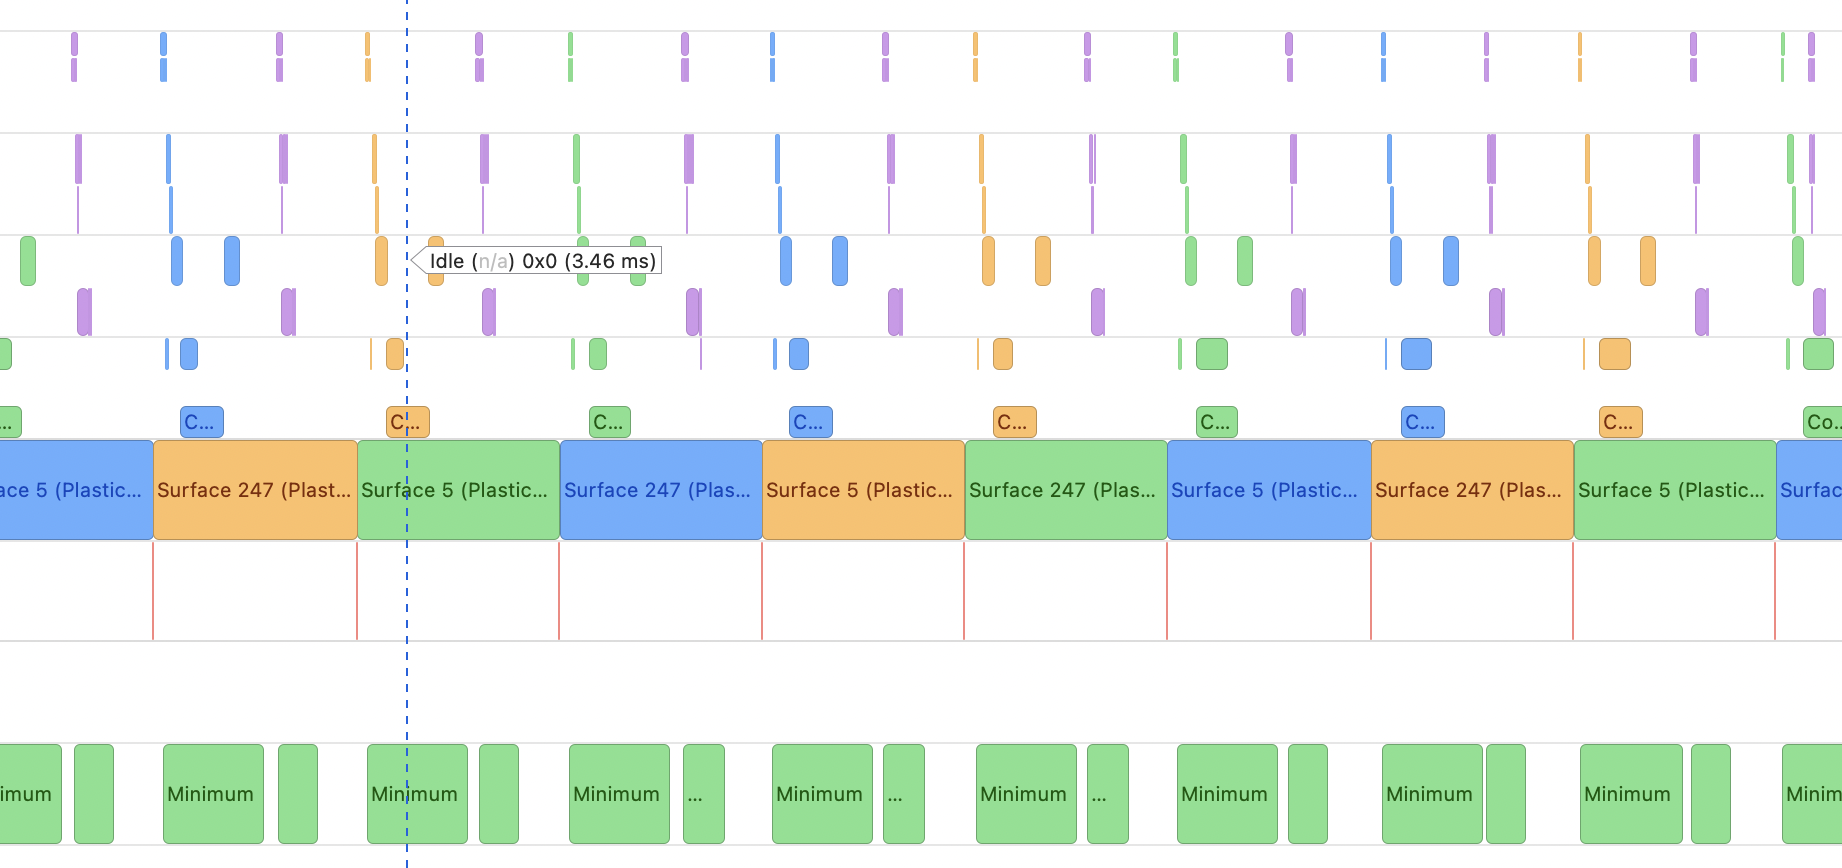 Idle (n/a) 0x0 (3.46 ms)
... C... C... C... C... C... C... C... C... Co...
ace 5 (Plastic... Surface 247 (Plast... Surface 5 (Plastic... Surface 247 (Plas... Surface 5 (Plastic... Surface 247 (Plas... Surface 5 (Plastic... Surface 247 (Plas... Surface 5 (Plastic... Surfac
imum Minimum Minimum Minimum ... Minimum ... Minimum ... Minimum Minimum Minimum Minim